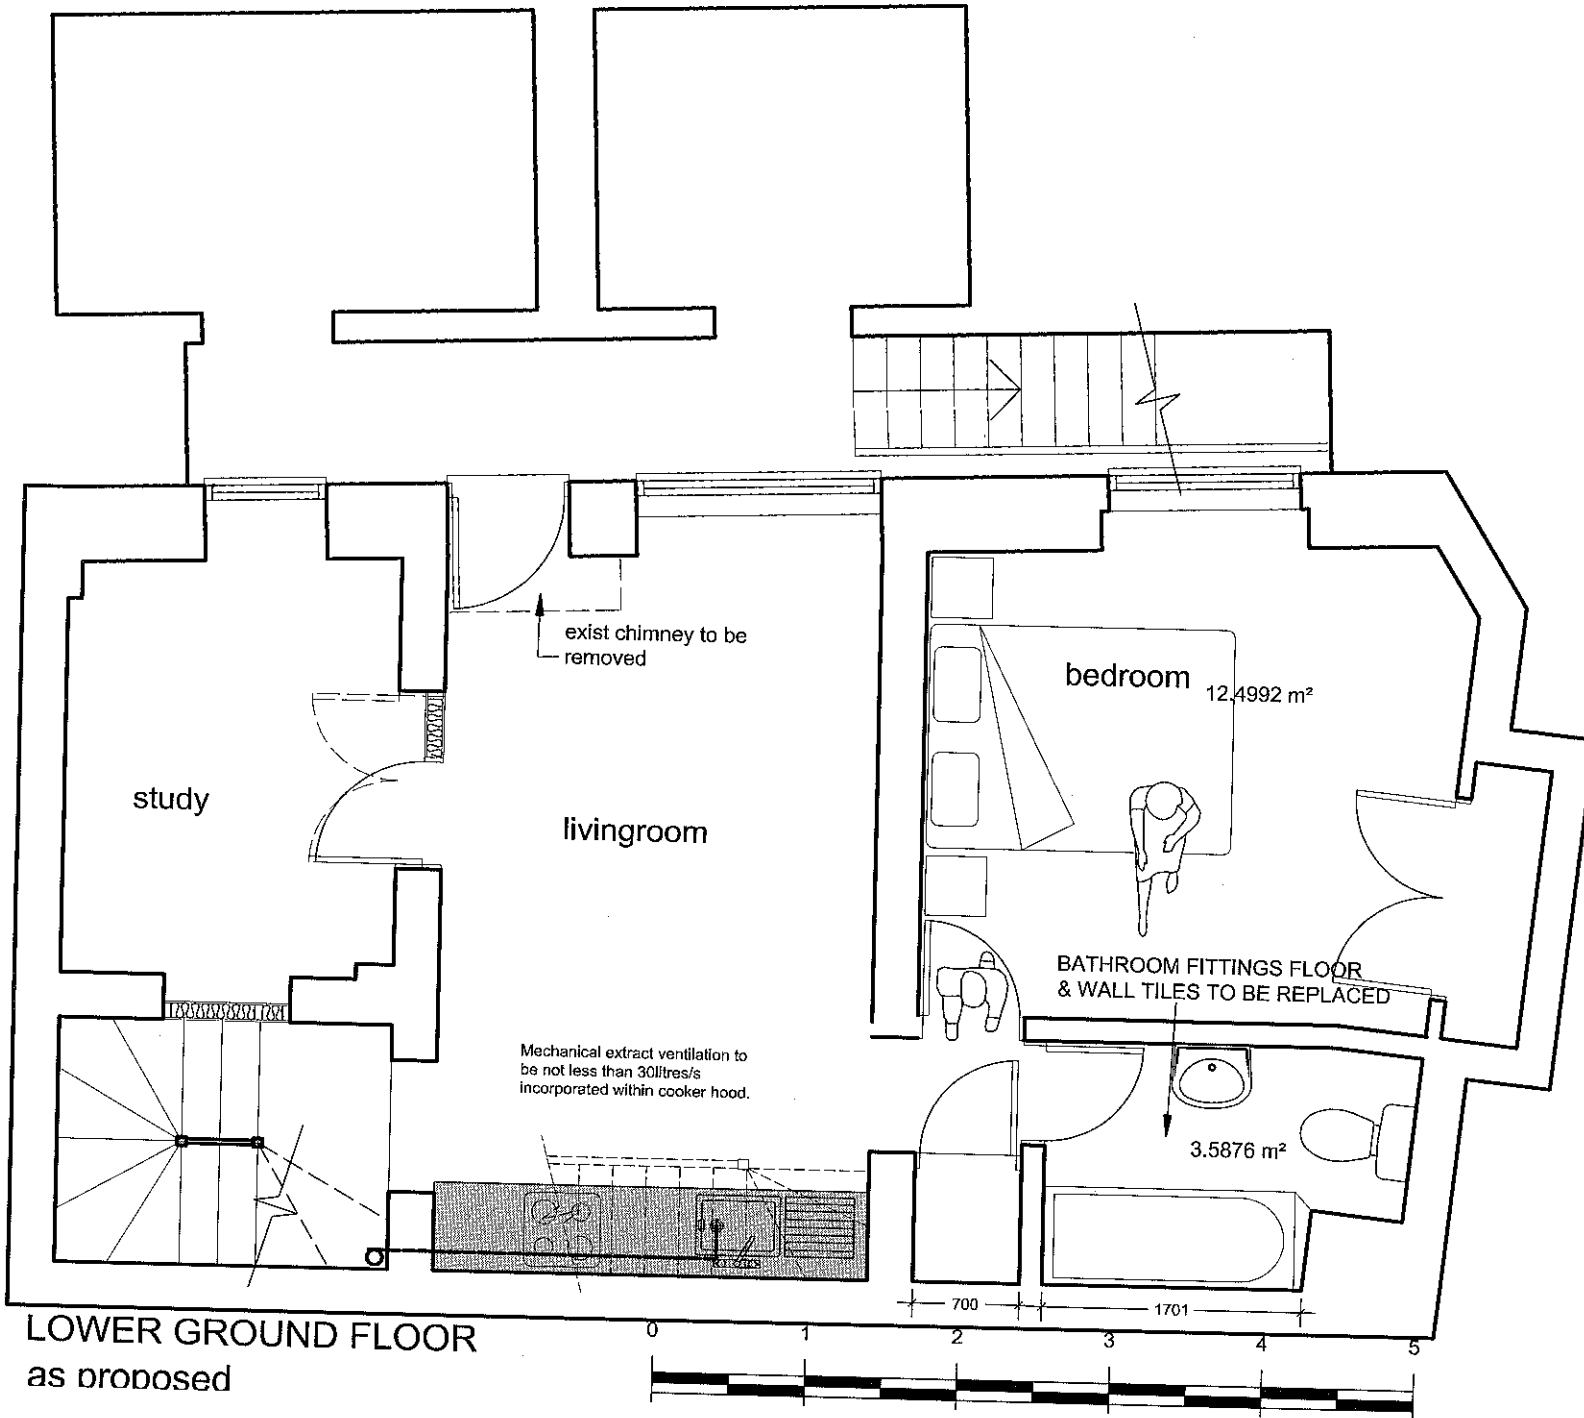 exist chimney to be
removed
bedroom
12.4992 m²
study
livingroom
BATHROOM FITTINGS FLOOR
& WALL TILES TO BE REPLACED
Mechanical extract ventilation to
be not less than 30litres/s
incorporated within cooker hood.
3.5876 m²
700
1701
LOWER GROUND FLOOR
as proposed
0 1 2 3 4 5